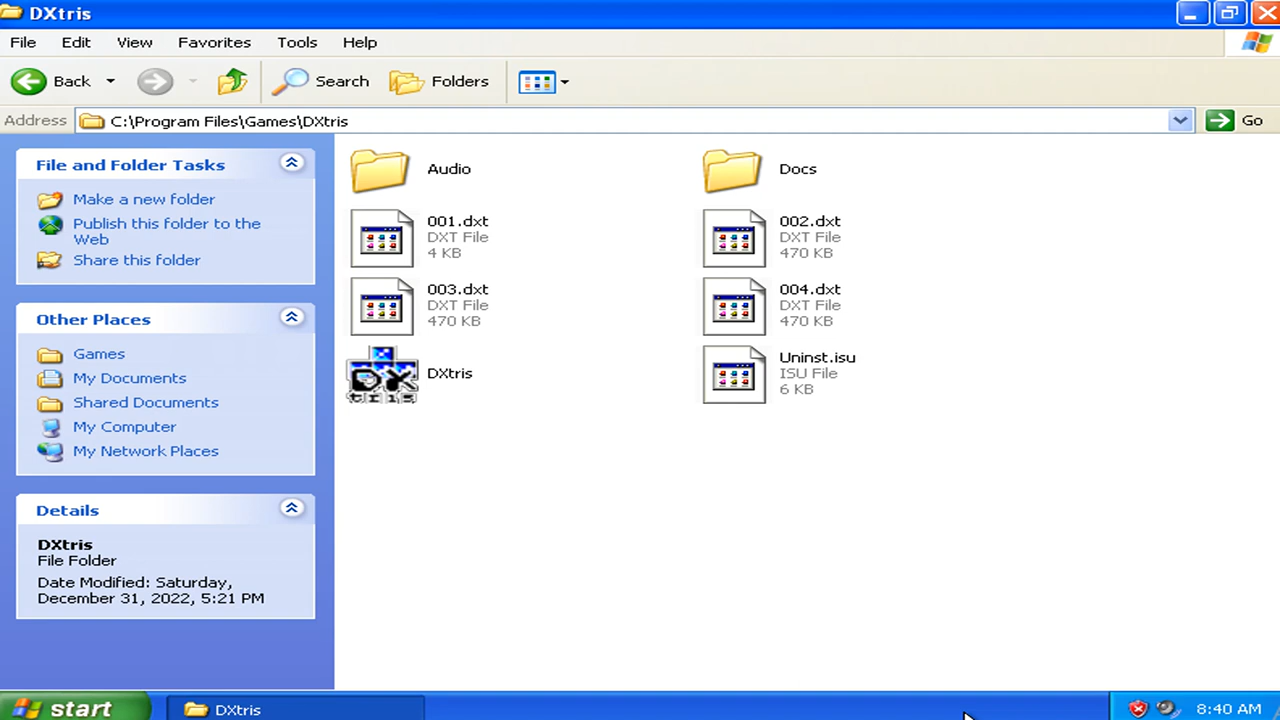 DXtris
File Edit View Favorites Tools Help
Back Search Folders
Address C:\Program Files\Games\DXtris Go
File and Folder Tasks
Make a new folder
Publish this folder to the
Web
Share this folder
Other Places
Games
My Documents
Shared Documents
My Computer
My Network Places
Details
DXtris
File Folder
Date Modified: Saturday,
December 31, 2022, 5:21 PM
Audio
Docs
001.dxt
DXT File
4 KB
002.dxt
DXT File
470 KB
003.dxt
DXT File
470 KB
004.dxt
DXT File
470 KB
DX
tris
DXtris
Uninst.isu
ISU File
6 KB
start DXtris 8:40 AM